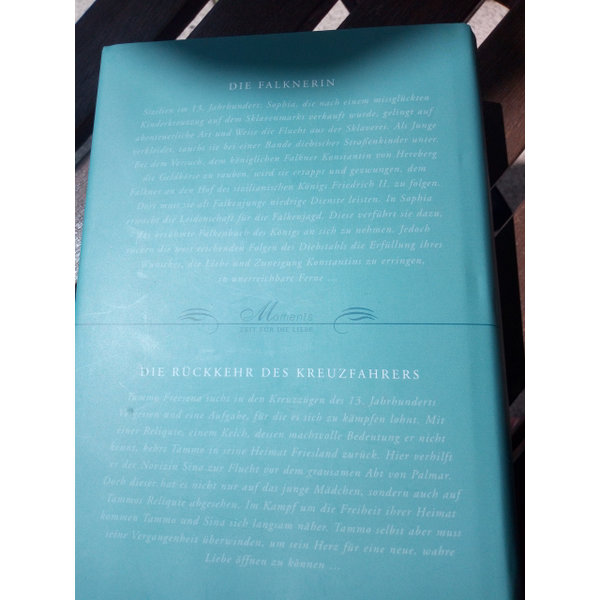 DIE FALKNERIN
Sizilien im 13. Jahrhundert: Sophia, die nach einem missglückten
Kinderkreuzzug auf dem Sklavenmarkt verkauft wurde, gelingt auf
abenteuerliche Art und Weise die Flucht aus der Sklaverei. Als Junge
verkleidet, taucht sie bei einer Bande diebischer Straßenkinder unter.
Bei dem Versuch, dem königlichen Falkner Konstantin von Hereberg
die Geldbörse zu rauben, wird sie ertappt und gezwungen, dem
Falkner an den Hof des sizilianischen Königs Friedrich II. zu folgen.
Dort muss sie als Falkenjunge niedrige Dienste leisten. In Sophia
erwacht die Leidenschaft für die Falkenjagd. Diese verführt sie dazu,
das berühmte Falkenbuch des Königs an sich zu nehmen. Jedoch
rücken die weit reichenden Folgen des Diebstahls die Erfüllung ihres
Wunsches, die Liebe und Zuneigung Konstantins zu erringen,
in unerreichbare Ferne ...
Moments
ZEIT FÜR DIE LIEBE
DIE RÜCKKEHR DES KREUZFAHRERS
Tammo Fresena suchs in den Kreuzzügen des 13. Jahrhunderts
Vergessen und eine Aufgabe, für die es sich zu kämpfen lohnt. Mit
einer Reliquie, einem Kelch, dessen machtvolle Bedeutung er nicht
kennt, kehrt Tammo in seine Heimat Friesland zurück. Hier verhilft
er der Novizin Sina zur Flucht vor dem grausamen Abt von Palmar.
Doch dieser hat es nicht nur auf das junge Mädchen, sondern auch auf
Tammos Reliquie abgesehen. Im Kampf um die Freiheit ihrer Heimat
kommen Tammo und Sina sich langsam näher. Tammo selbst aber muss
seine Vergangenheit überwinden, um sein Herz für eine neue, wahre
Liebe öffnen zu können ...